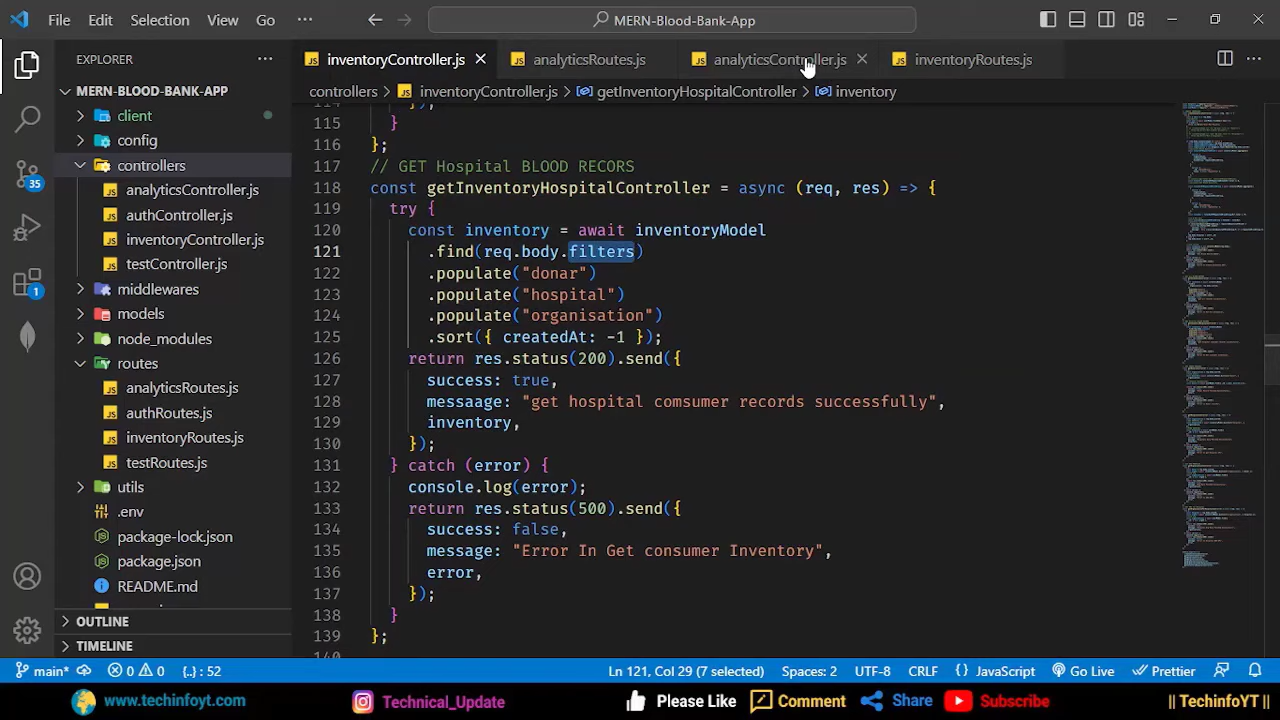 File Edit View Go ··· MERN-Blood-Bank-App
EXPLORER ···
inventoryController.js
analyticsRoutes.js
analyticsController.js
inventoryRoutes.js
controllers > inventoryController.js > getInventoryHospitalController > inventory
MERN-BLOOD-BANK-APP
client
config
controllers
analyticsController.js
authController.js
inventoryController.js
testController.js
middlewares
models
node_modules
routes
analyticsRoutes.js
authRoutes.js
inventoryRoutes.js
testRoutes.js
utils
.env
package-lock.json
package.json
README.md
OUTLINE
TIMELINE
35
1
114 });
115 }
116 };
117 // GET Hospital BLOOD RECORS
118 const getInventoryHospitalController = async (req, res) => {
119 try {
120 const inventory = await inventoryModel
121 .find(req.body.filters)
122 .populate("donar")
123 .populate("hospital")
124 .populate("organisation")
125 .sort({ createdAt: -1 });
126 return res.status(200).send({
127 success: true,
128 message: "get hospital comsumer records successfully",
129 inventory,
130 });
131 } catch (error) {
132 console.log(error);
133 return res.status(500).send({
134 success: false,
135 message: "Error In Get consumer Inventory",
136 error,
137 });
138 }
139 };
140
main* 0 0 {..} : 52 Ln 121, Col 29 (7 selected) Spaces: 2 UTF-8 CRLF {} JavaScript Go Live Prettier
www.techinfoyt.com Technical_Update Please Like Comment Share Subscribe || TechinfoYT ||